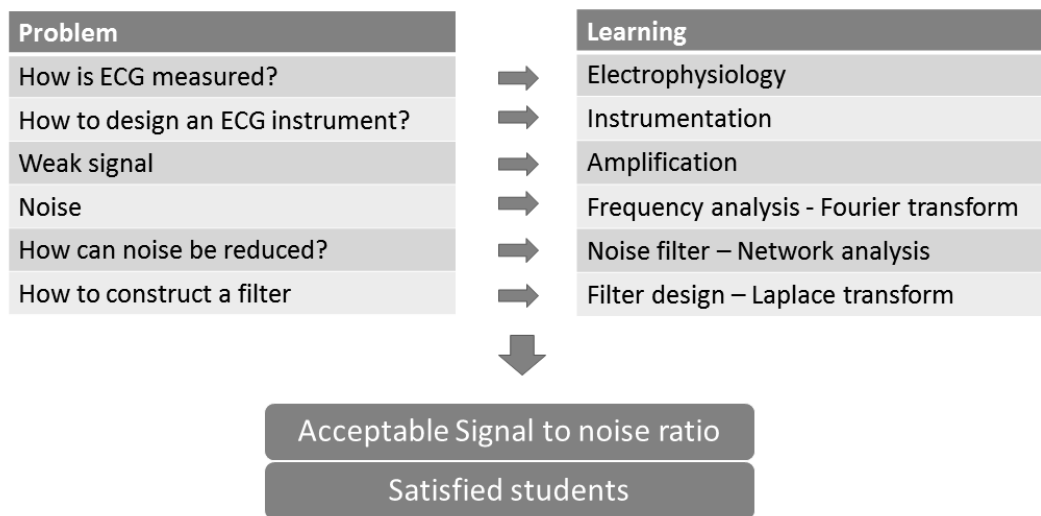 Problem
Learning
How is ECG measured?
Electrophysiology
How to design an ECG instrument?
Instrumentation
Weak signal
Amplification
Noise
Frequency analysis - Fourier transform
How can noise be reduced?
Noise filter – Network analysis
How to construct a filter
Filter design – Laplace transform
Acceptable Signal to noise ratio
Satisfied students